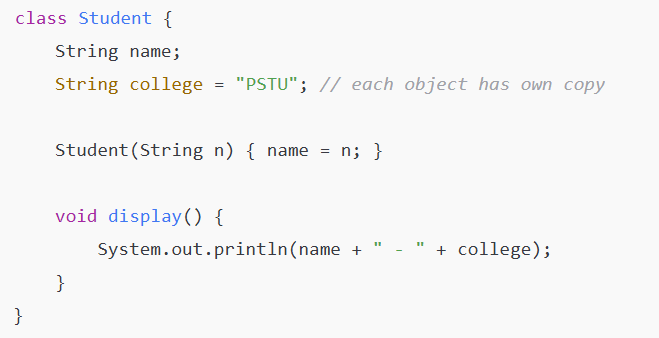 class Student {
    String name;
    String college = "PSTU"; // each object has own copy

    Student(String n) { name = n; }

    void display() {
        System.out.println(name + " - " + college);
    }
}